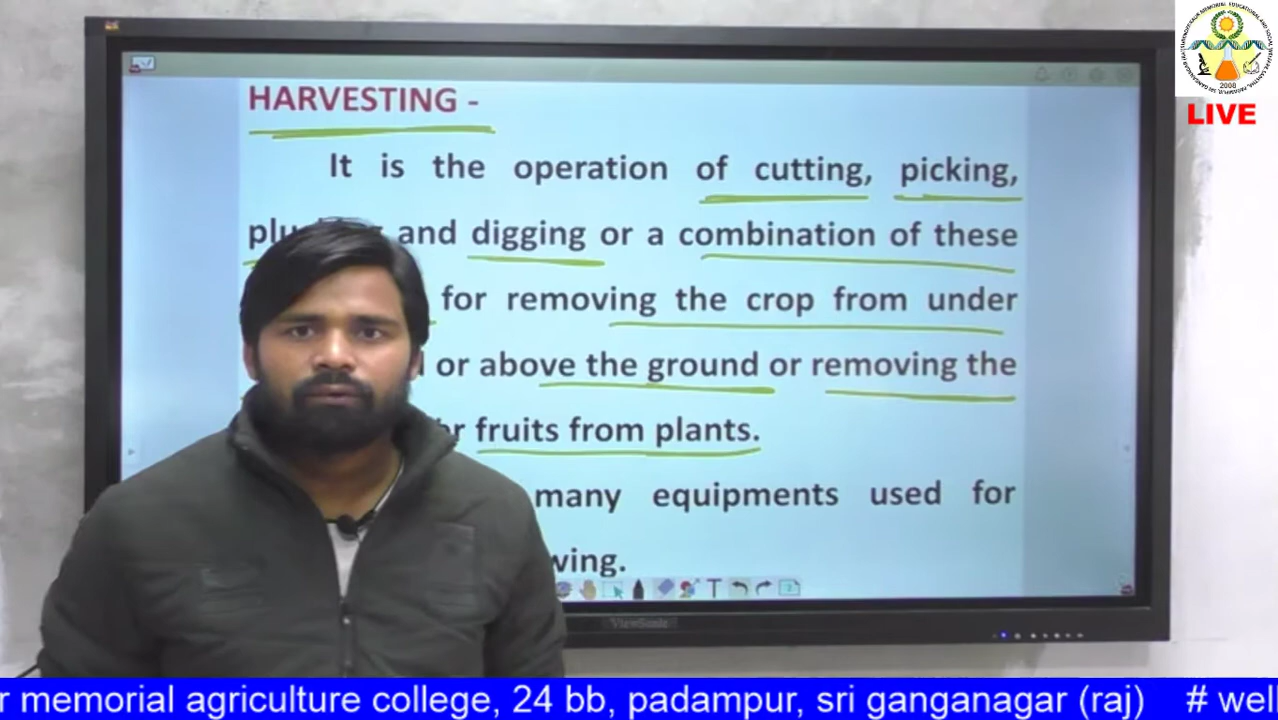 HARVESTING -
It is the operation of cutting, picking,
and digging or a combination of these
for removing the crop from under
or above the ground or removing the
fruits from plants.
many equipments used for
LIVE
2008
ViewSonic
memorial agriculture college, 24 bb, padampur, sri ganganagar (raj) #